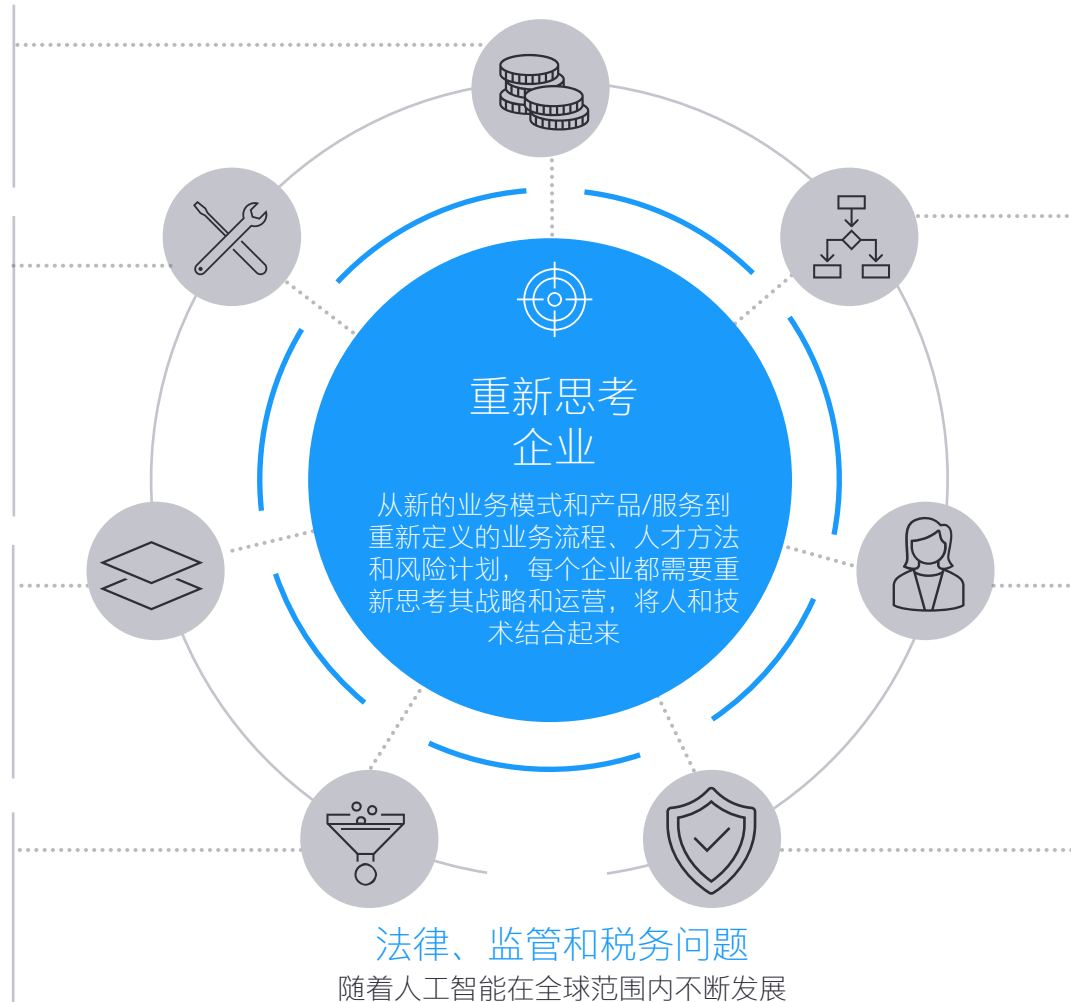 重新思考
企业
从新的业务模式和产品/服务到
重新定义的业务流程、人才方法
和风险计划，每个企业都需要重
新思考其战略和运营，将人和技
术结合起来
法律、监管和税务问题
随着人工智能在全球范围内不断发展